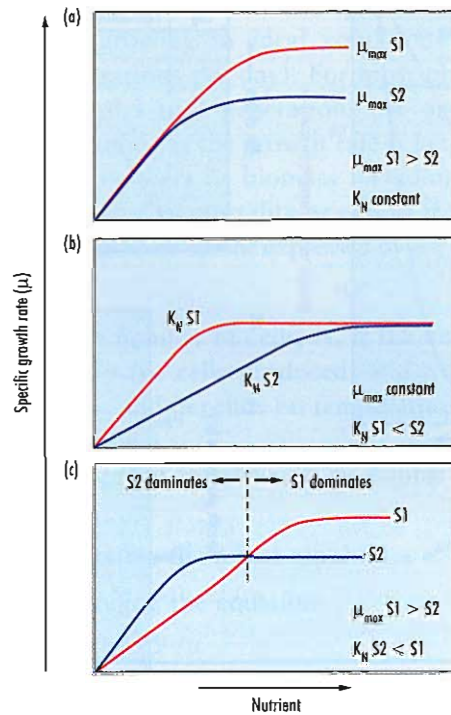 (a)
μmax S1
μmax S2
μmax S1 > S2
KN constant
(b)
KN S1
KN S2
μmax constant
KN S1 < S2
(c)
S2 dominates
S1 dominates
S1
S2
μmax S1 > S2
KN S2 < S1
Specific growth rate (μ)
Nutrient